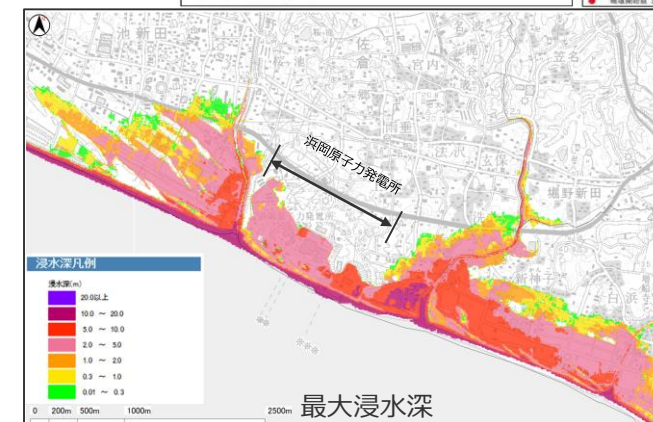 池新田
佐倉
宮内
浜岡原子力発電所
塩野新田
白浜
浸水深凡例
浸水深(m)
20.0以上
10.0 ～ 20.0
5.0 ～ 10.0
2.0 ～ 5.0
1.0 ～ 2.0
0.3 ～ 1.0
0.01 ～ 0.3
0 200m 500m 1000m 2500m
最大浸水深